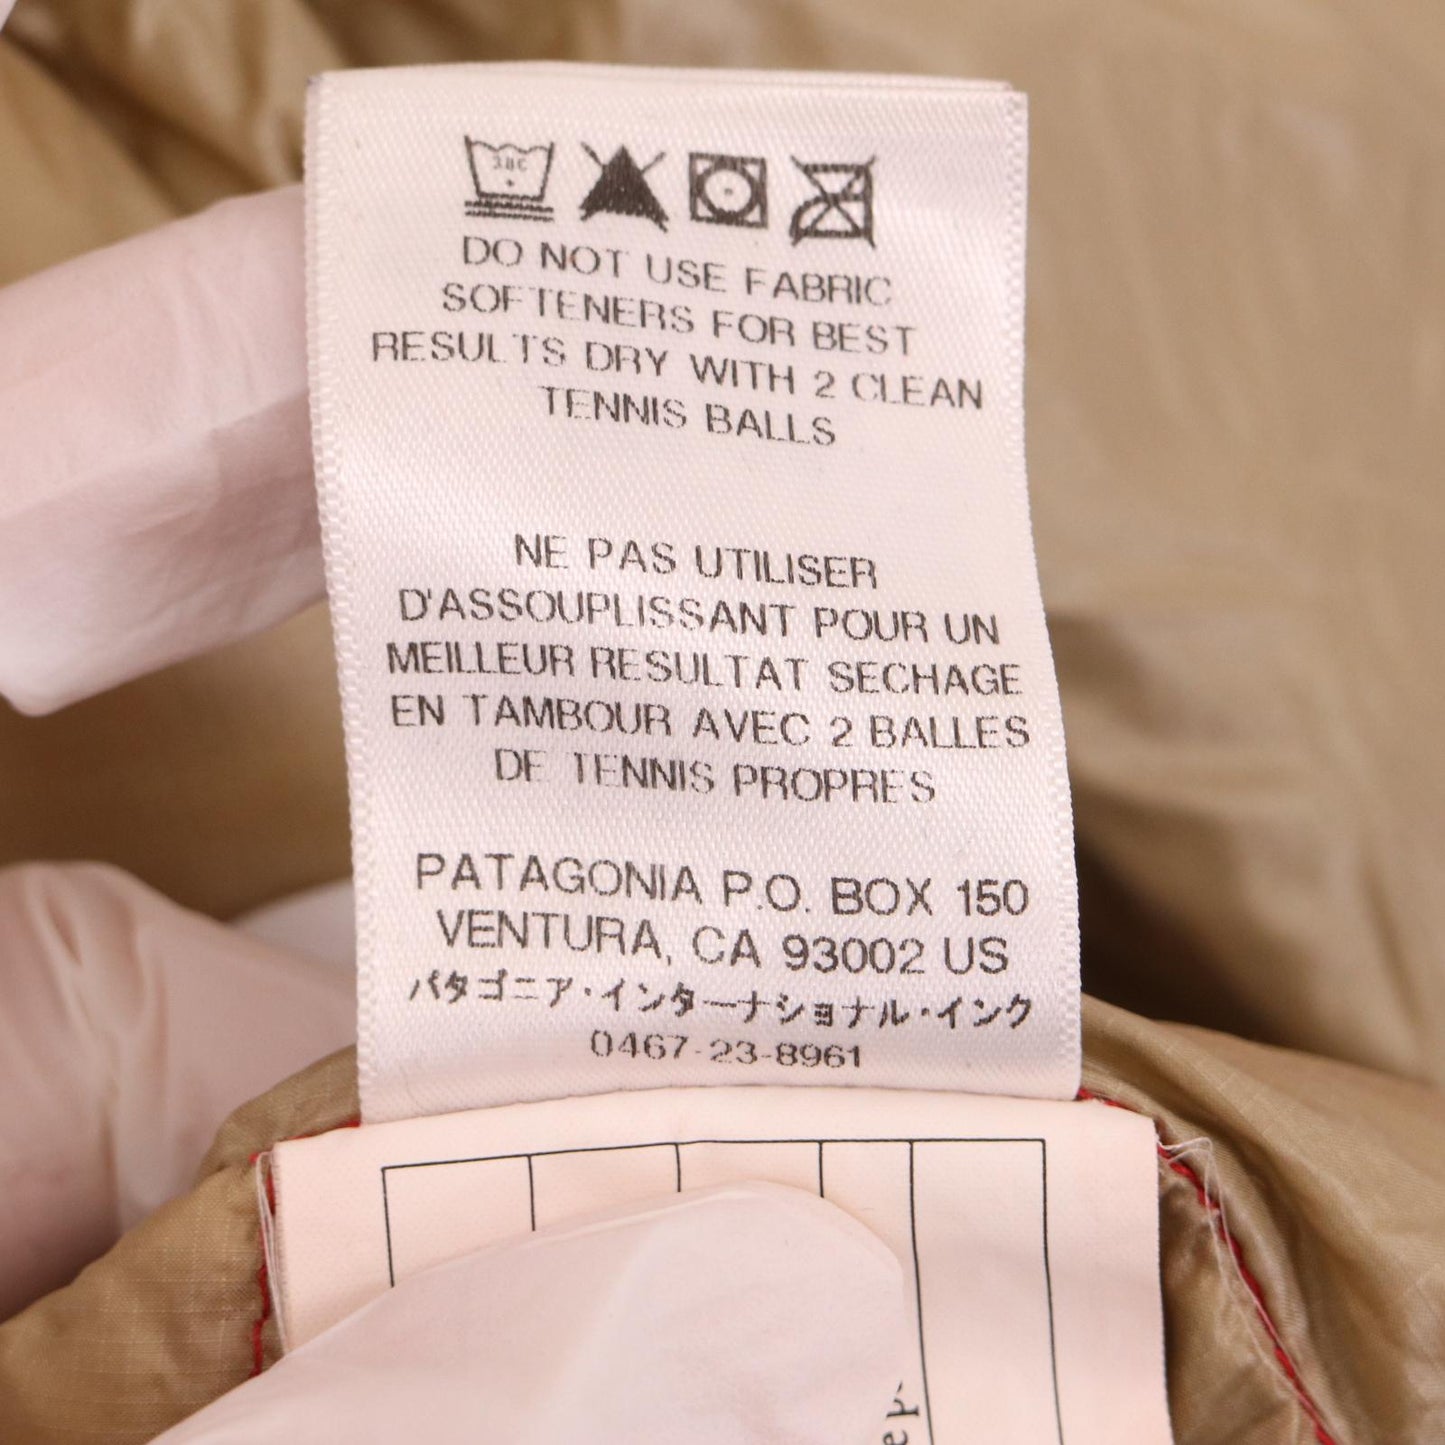 30C
DO NOT USE FABRIC
SOFTENERS FOR BEST
RESULTS DRY WITH 2 CLEAN
TENNIS BALLS
NE PAS UTILISER
D'ASSOUPLISSANT POUR UN
MEILLEUR RESULTAT SECHAGE
EN TAMBOUR AVEC 2 BALLES
DE TENNIS PROPRES
PATAGONIA P.O. BOX 150
VENTURA, CA 93002 US
パタゴニア・インターナショナル・インク
0467-23-8961